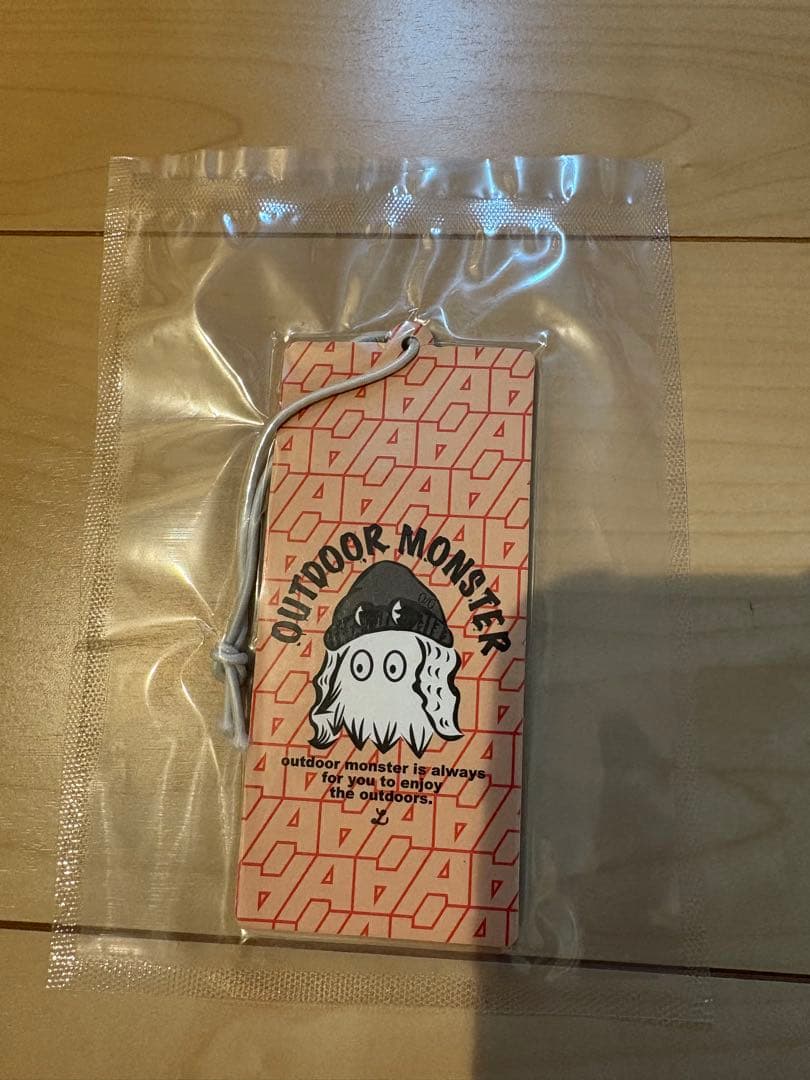 OUTDOOR MONSTER
outdoor monster is always
for you to enjoy
the outdoors.